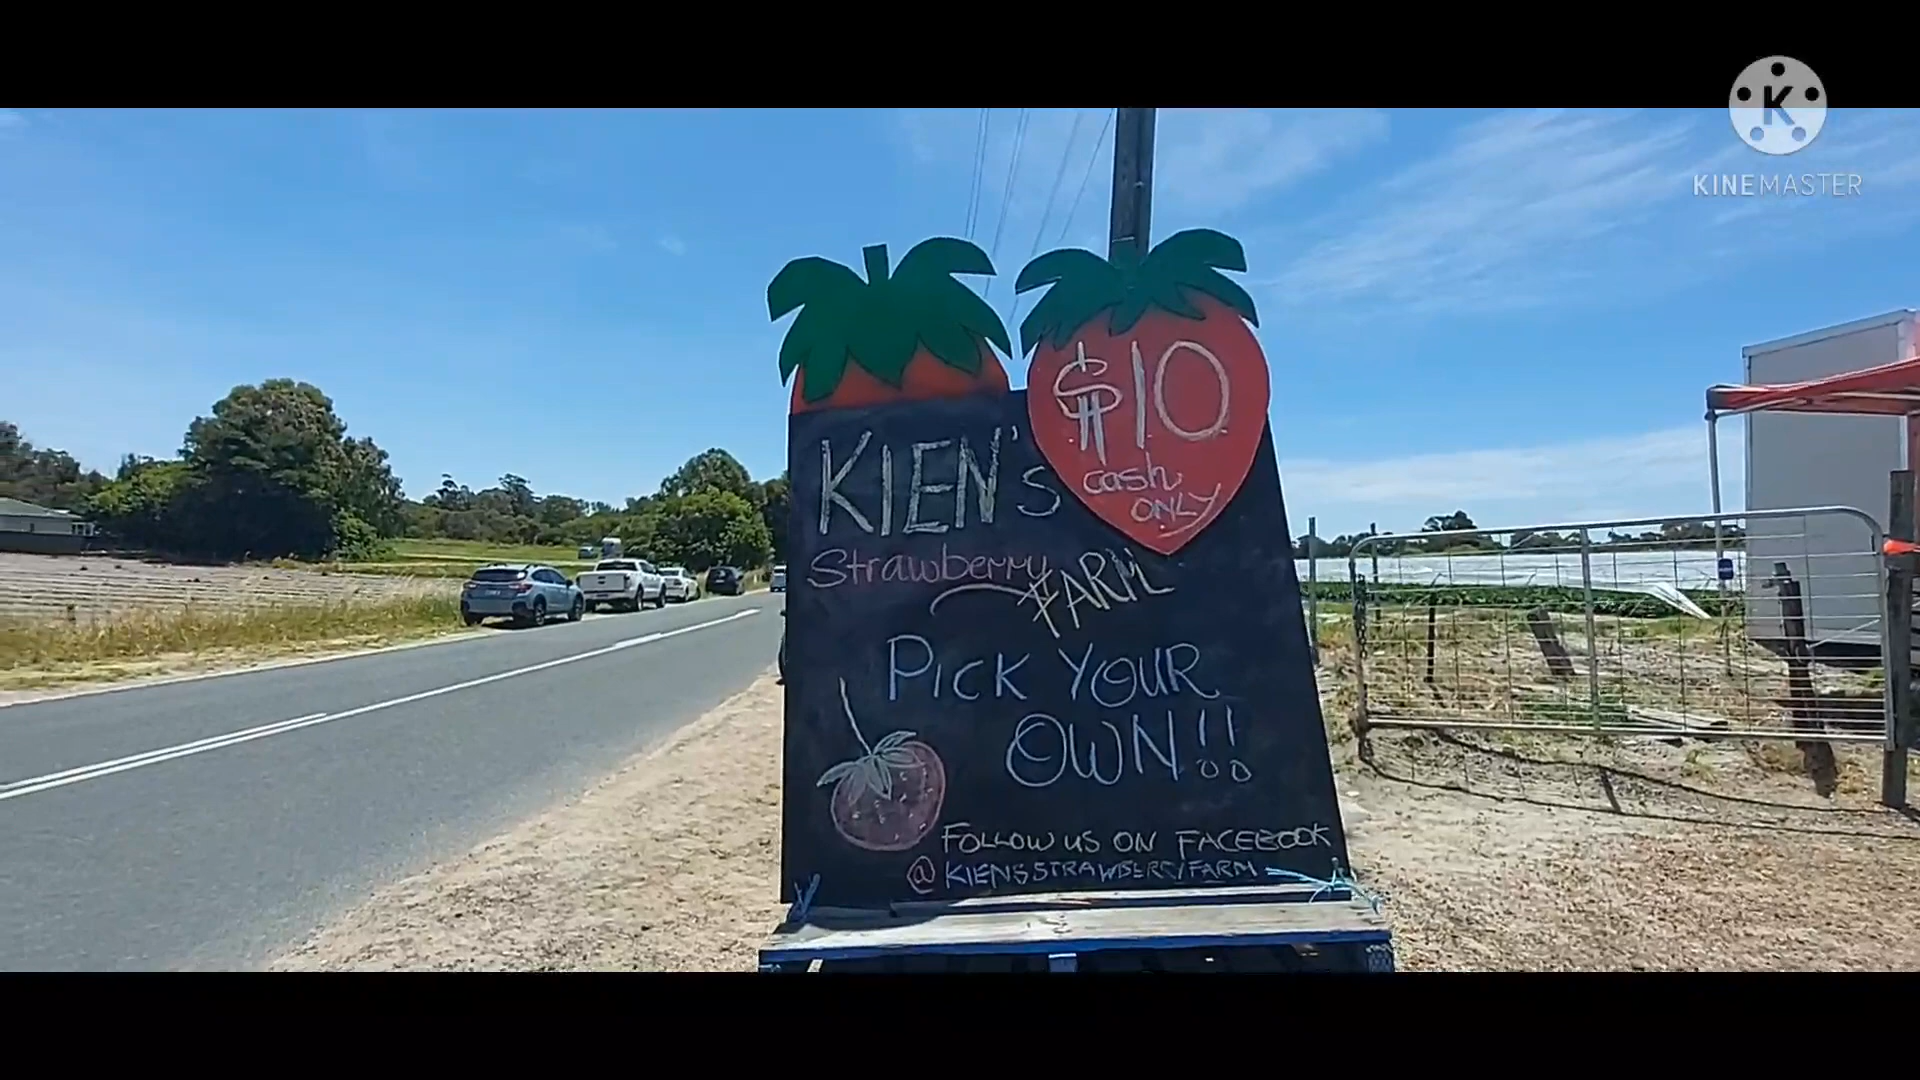 K
KINEMASTER
$10
cash
ONLY
KIEN'S
Strawberry
FARM
PICK YOUR
OWN!!
FOLLOW US ON FACEBOOK
@KIENSSTRAWBERRYFARM